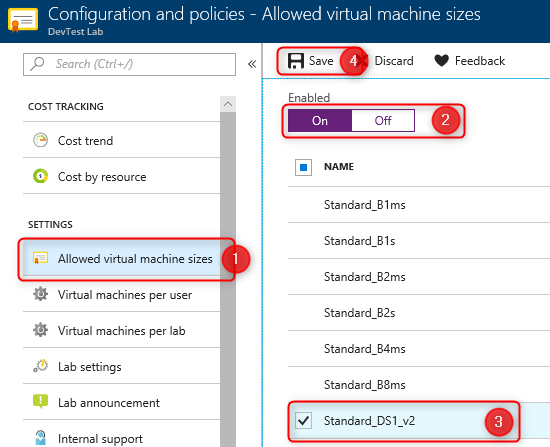 Configuration and policies - Allowed virtual machine sizes
DevTest Lab
Search (Ctrl+/)
«
COST TRACKING
Cost trend
Cost by resource
SETTINGS
Allowed virtual machine sizes 1
Virtual machines per user
Virtual machines per lab
Lab settings
Lab announcement
Internal support
Save 4 Discard Feedback
Enabled
On Off 2
NAME
Standard_B1ms
Standard_B1s
Standard_B2ms
Standard_B2s
Standard_B4ms
Standard_B8ms
Standard_DS1_v2 3